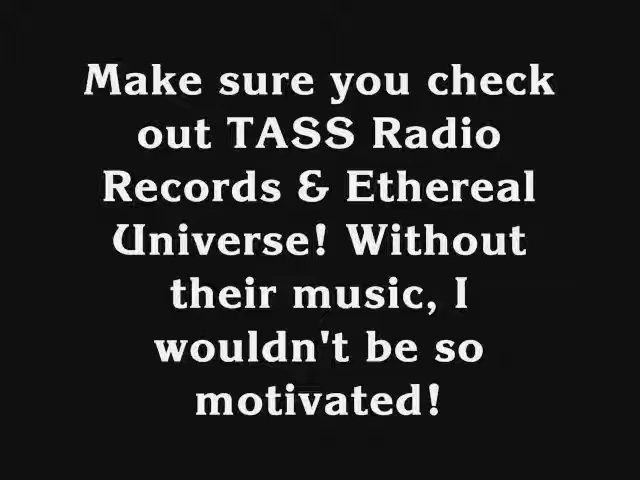 Make sure you check
out TASS Radio
Records & Ethereal
Universe! Without
their music, I
wouldn't be so
motivated!